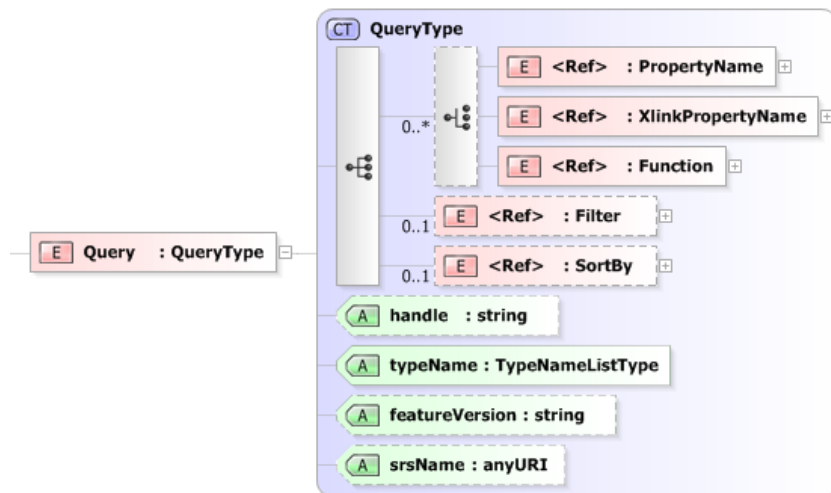 CT QueryType
E <Ref> : PropertyName
0..*
E <Ref> : XlinkPropertyName
E <Ref> : Function
0..1
E <Ref> : Filter
E Query : QueryType
0..1
E <Ref> : SortBy
A handle : string
A typeName : TypeNameListType
A featureVersion : string
A srsName : anyURI